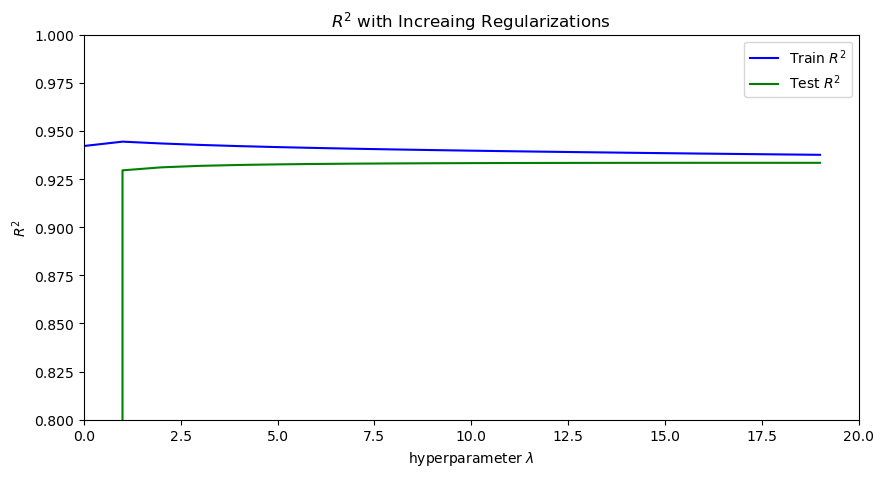 R² with Increaing Regularizations
1.000
0.975
0.950
0.925
0.900
0.875
0.850
0.825
0.800
R²
Train R²
Test R²
0.0 2.5 5.0 7.5 10.0 12.5 15.0 17.5 20.0
hyperparameter λ